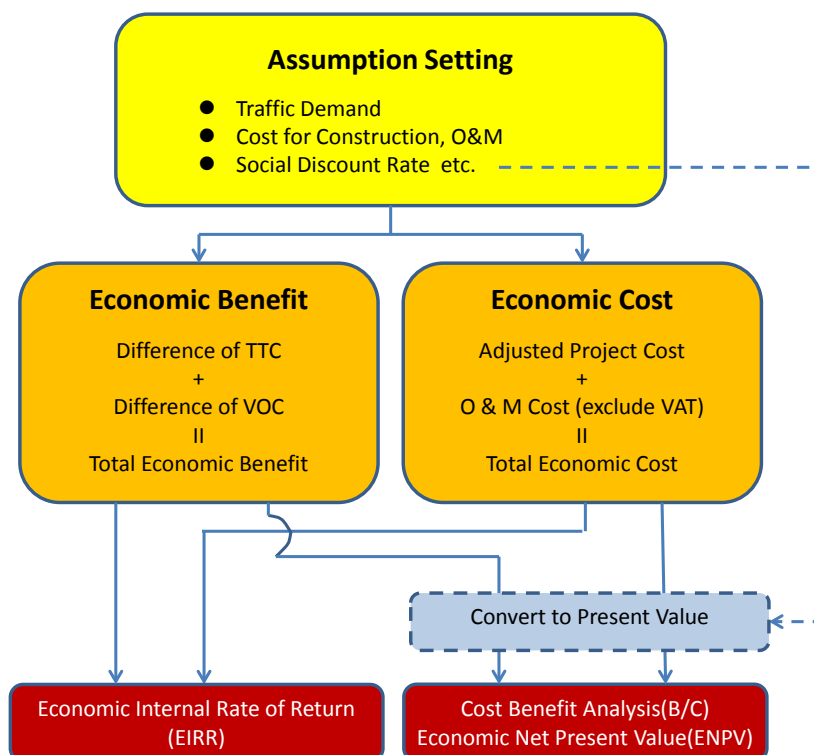 Assumption Setting
● Traffic Demand
● Cost for Construction, O&M
● Social Discount Rate etc.
Economic Benefit
Difference of TTC
+
Difference of VOC
=
Total Economic Benefit
Economic Cost
Adjusted Project Cost
+
O & M Cost (exclude VAT)
=
Total Economic Cost
Convert to Present Value
Economic Internal Rate of Return
(EIRR)
Cost Benefit Analysis(B/C)
Economic Net Present Value(ENPV)